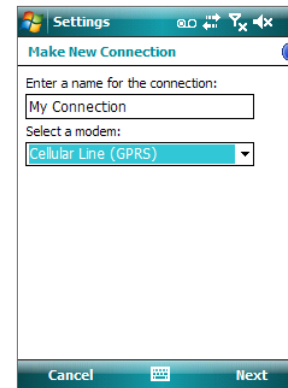 Settings
Make New Connection
Enter a name for the connection:
My Connection
Select a modem:
Cellular Line (GPRS)
Cancel
Next